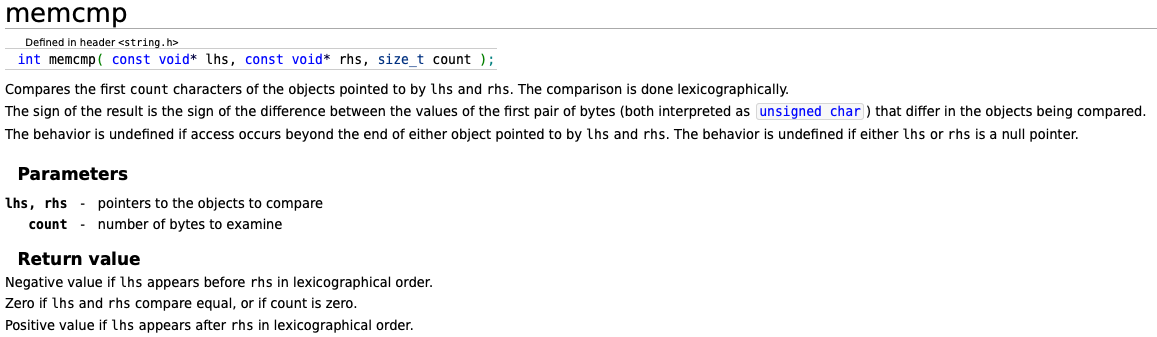 memcmp
Defined in header <string.h>
int memcmp( const void* lhs, const void* rhs, size_t count );
Compares the first count characters of the objects pointed to by lhs and rhs. The comparison is done lexicographically.
The sign of the result is the sign of the difference between the values of the first pair of bytes (both interpreted as unsigned char) that differ in the objects being compared.
The behavior is undefined if access occurs beyond the end of either object pointed to by lhs and rhs. The behavior is undefined if either lhs or rhs is a null pointer.
Parameters
lhs, rhs - pointers to the objects to compare
count - number of bytes to examine
Return value
Negative value if lhs appears before rhs in lexicographical order.
Zero if lhs and rhs compare equal, or if count is zero.
Positive value if lhs appears after rhs in lexicographical order.